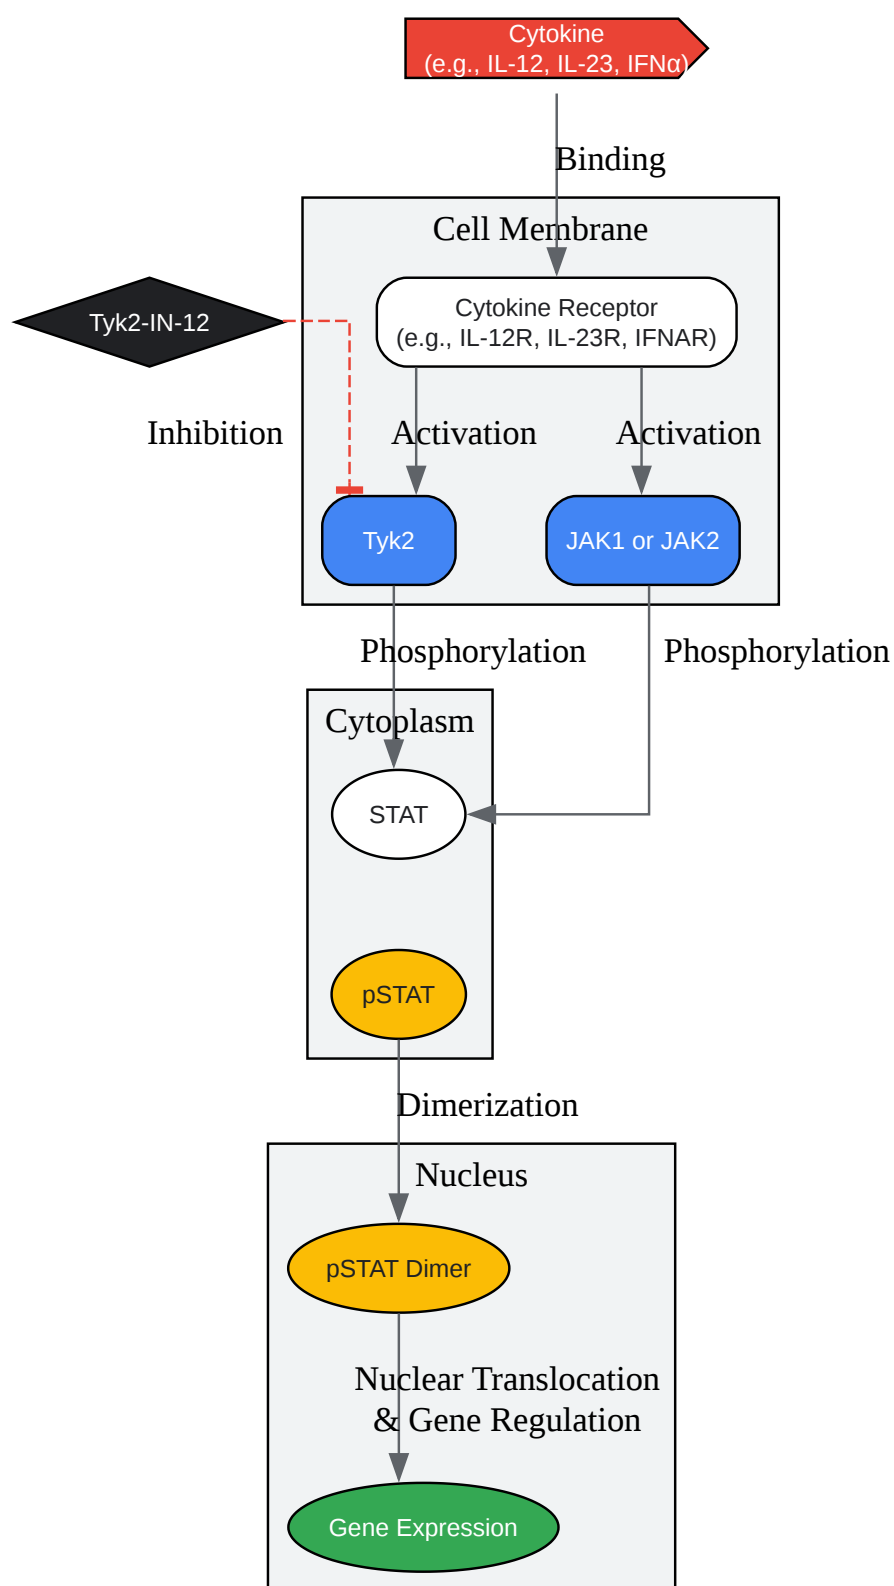 Cytokine
(e.g., IL-12, IL-23, IFNα)
Binding
Cell Membrane
Tyk2-IN-12
Cytokine Receptor
(e.g., IL-12R, IL-23R, IFNAR)
Inhibition
Activation
Activation
Tyk2
JAK1 or JAK2
Phosphorylation
Phosphorylation
Cytoplasm
STAT
pSTAT
Dimerization
Nucleus
pSTAT Dimer
Nuclear Translocation
& Gene Regulation
Gene Expression